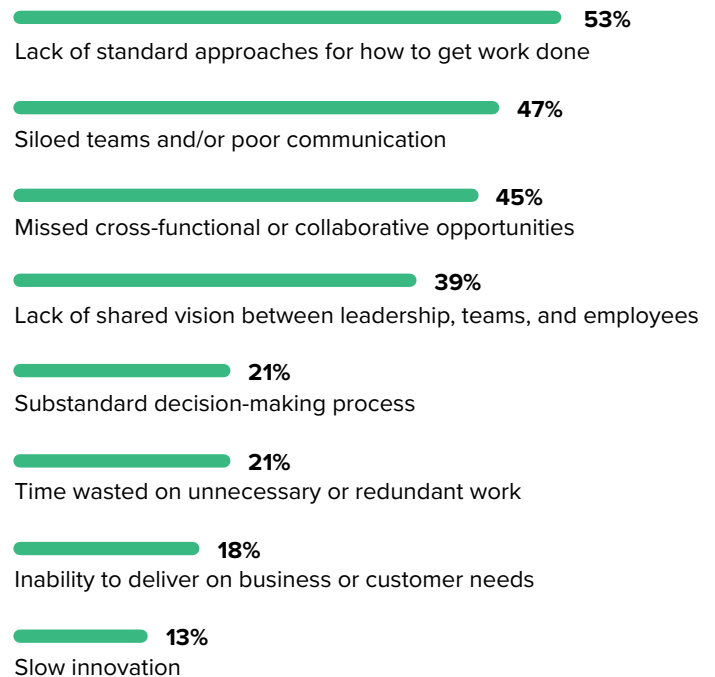 53%
Lack of standard approaches for how to get work done
47%
Siloed teams and/or poor communication
45%
Missed cross-functional or collaborative opportunities
39%
Lack of shared vision between leadership, teams, and employees
21%
Substandard decision-making process
21%
Time wasted on unnecessary or redundant work
18%
Inability to deliver on business or customer needs
13%
Slow innovation